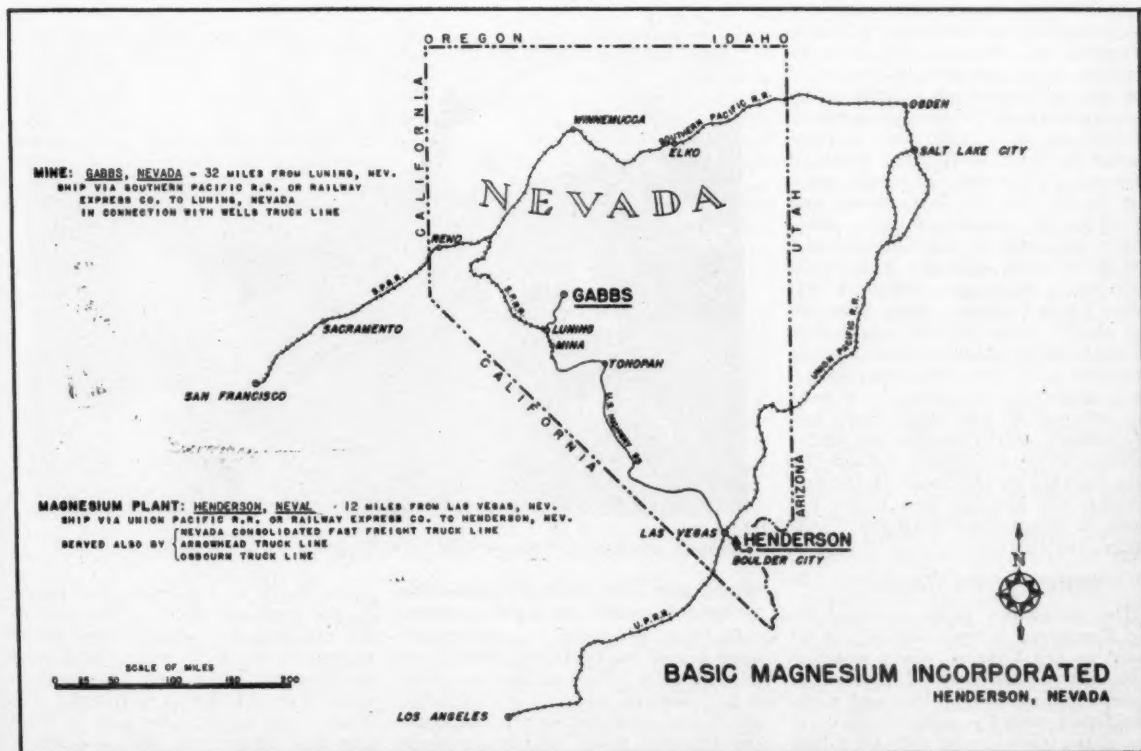 OREGON
IDAHO
CALIFORNIA
WINNEMUCCA
SOUTHERN PACIFIC R.R.
ELKO
OGDEN
SALT LAKE CITY
MINE: GABBS, NEVADA - 32 MILES FROM LUNING, NEV.
SHIP VIA SOUTHERN PACIFIC R.R. OR RAILWAY
EXPRESS CO. TO LUNING, NEVADA
IN CONNECTION WITH WELLS TRUCK LINE
NEVADA
UTAH
RENO
S.P.R.R.
S.P.R.R.
GABBS
SACRAMENTO
LUNING
MINA
TONOPAH
UNION PACIFIC R.R.
SAN FRANCISCO
CALIFORNIA
U.S. HIGHWAY
ARIZONA
MAGNESIUM PLANT: HENDERSON, NEVAL - 12 MILES FROM LAS VEGAS, NEV.
SHIP VIA UNION PACIFIC R.R. OR RAILWAY EXPRESS CO. TO HENDERSON, NEV.
SERVED ALSO BY
NEVADA CONSOLIDATED FAST FREIGHT TRUCK LINE
ARROWHEAD TRUCK LINE
OSBOURN TRUCK LINE
LAS VEGAS
HENDERSON
BOULDER CITY
N
U.P.R.R.
SCALE OF MILES
0 25 50 100 150 200
BASIC MAGNESIUM INCORPORATED
HENDERSON, NEVADA
LOS ANGELES